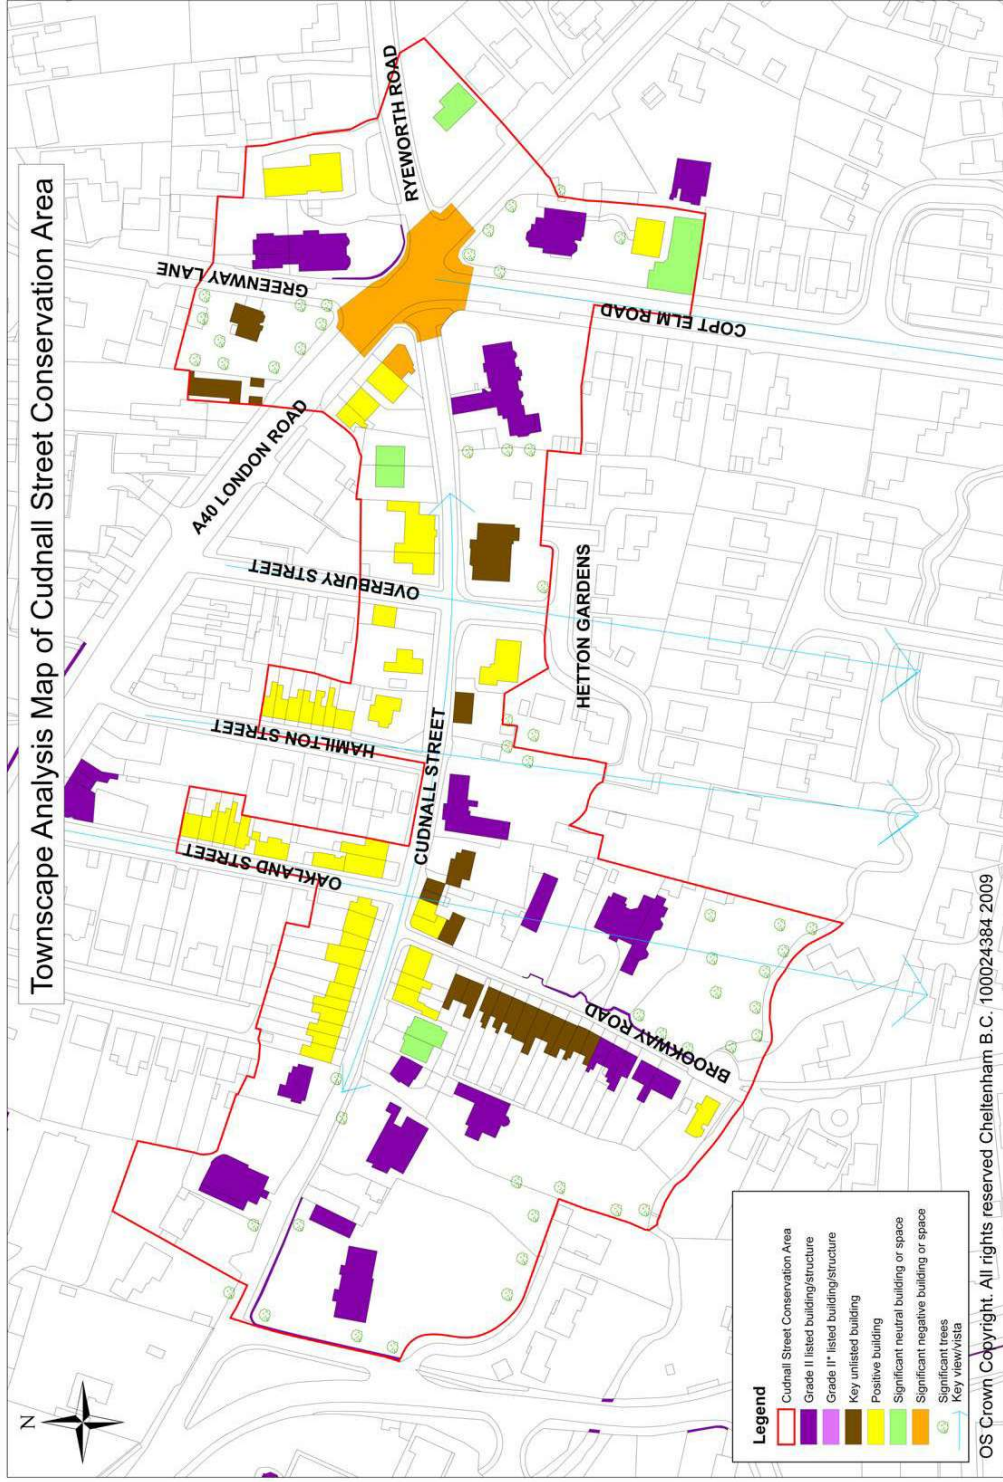 Townscape Analysis Map of Cudnall Street Conservation Area
RYEWORTH ROAD
GREENWAY LANE
COPT ELM ROAD
A40 LONDON ROAD
OVERBURY STREET
HETTON GARDENS
HAMILTON STREET
CUDNALL STREET
OAKLAND STREET
BROOKWAY ROAD
N
Legend
Cudnall Street Conservation Area
Grade II listed building/structure
Grade II* listed building/structure
Key unlisted building
Positive building
Significant neutral building or space
Significant negative building or space
Significant trees
Key view/vista
OS Crown Copyright. All rights reserved Cheltenham B.C. 100024384 2009